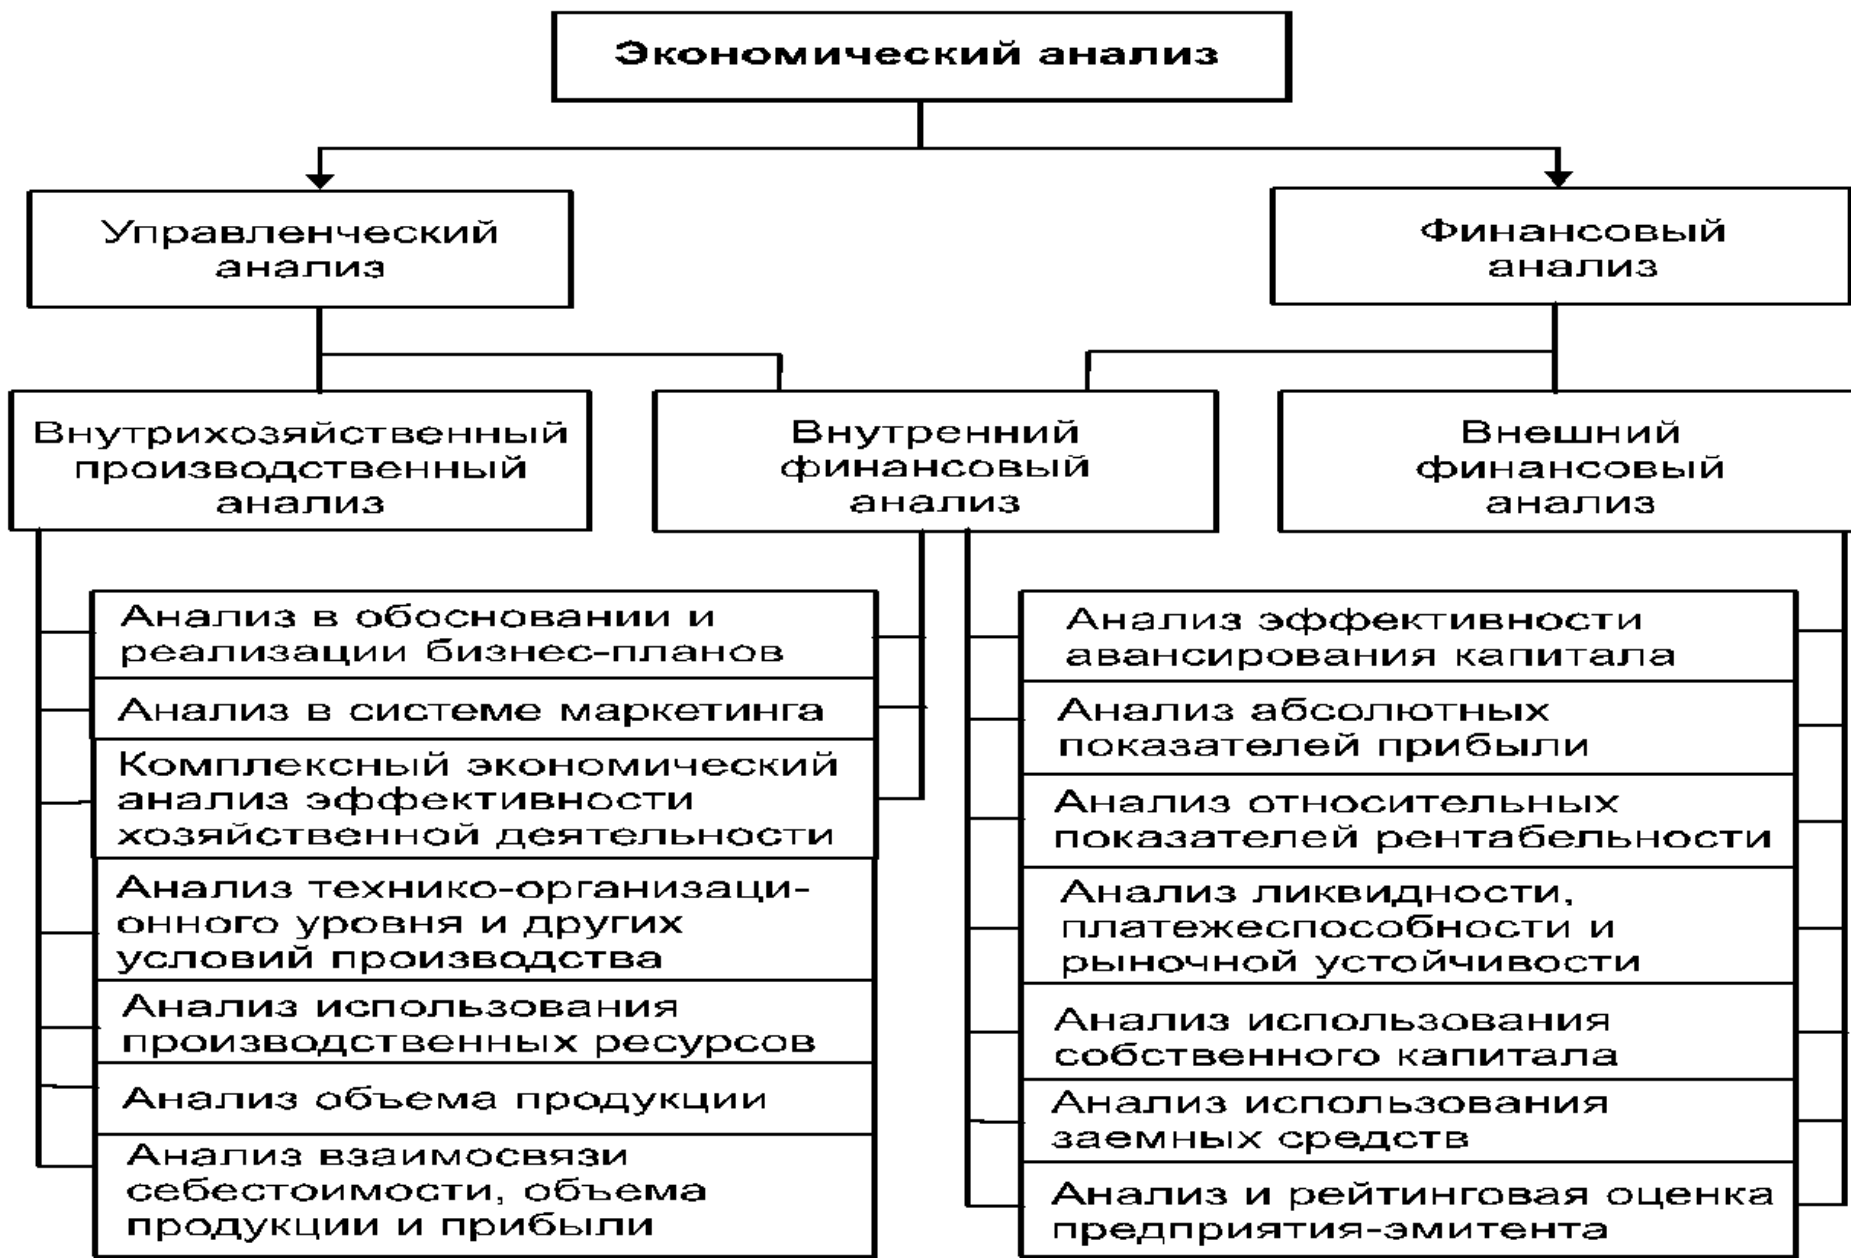 Экономический анализ
Управленческий
анализ
Финансовый
анализ
Внутрихозяйственный
производственный
анализ
Внутренний
финансовый
анализ
Внешний
финансовый
анализ
Анализ в обосновании и
реализации бизнес-планов
Анализ в системе маркетинга
Комплексный экономический
анализ эффективности
хозяйственной деятельности
Анализ технико-организаци-
онного уровня и других
условий производства
Анализ использования
производственных ресурсов
Анализ объема продукции
Анализ взаимосвязи
себестоимости, объема
продукции и прибыли
Анализ эффективности
авансирования капитала
Анализ абсолютных
показателей прибыли
Анализ относительных
показателей рентабельности
Анализ ликвидности,
платежеспособности и
рыночной устойчивости
Анализ использования
собственного капитала
Анализ использования
заемных средств
Анализ и рейтинговая оценка
предприятия-эмитента